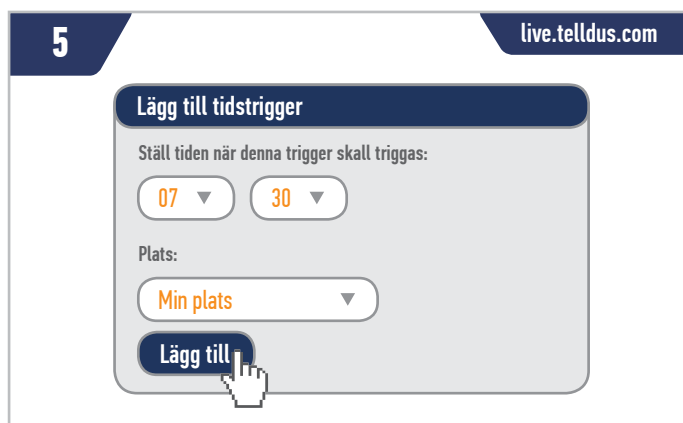 5
live.telldus.com
Lägg till tidstrigger
Ställ tiden när denna trigger skall triggas:
07 30
Plats:
Min plats
Lägg till